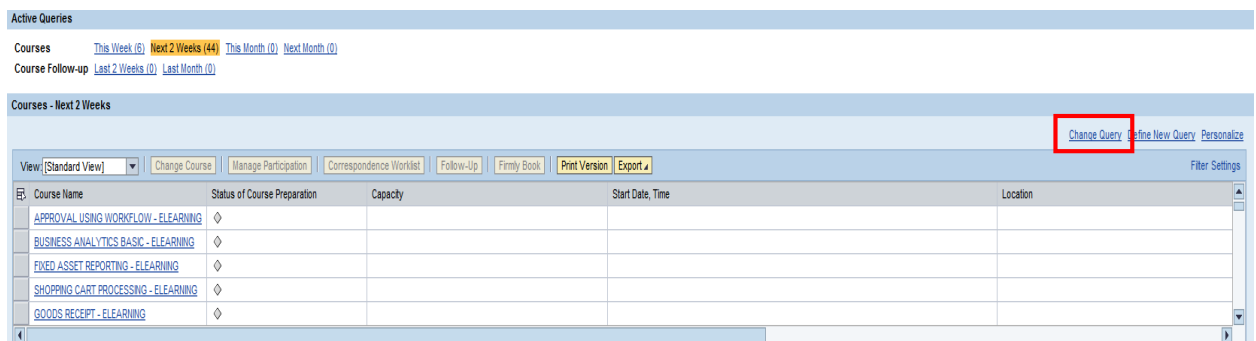 Active Queries
Courses This Week (6) Next 2 Weeks (44) This Month (0) Next Month (0)
Course Follow-up Last 2 Weeks (0) Last Month (0)
Courses - Next 2 Weeks
Change Query Define New Query Personalize
View: [Standard View] Change Course Manage Participation Correspondence Worklist Follow-Up Firmly Book Print Version Export Filter Settings
Course Name Status of Course Preparation Capacity Start Date, Time Location
APPROVAL USING WORKFLOW - ELEARNING
BUSINESS ANALYTICS BASIC - ELEARNING
FIXED ASSET REPORTING - ELEARNING
SHOPPING CART PROCESSING - ELEARNING
GOODS RECEIPT - ELEARNING